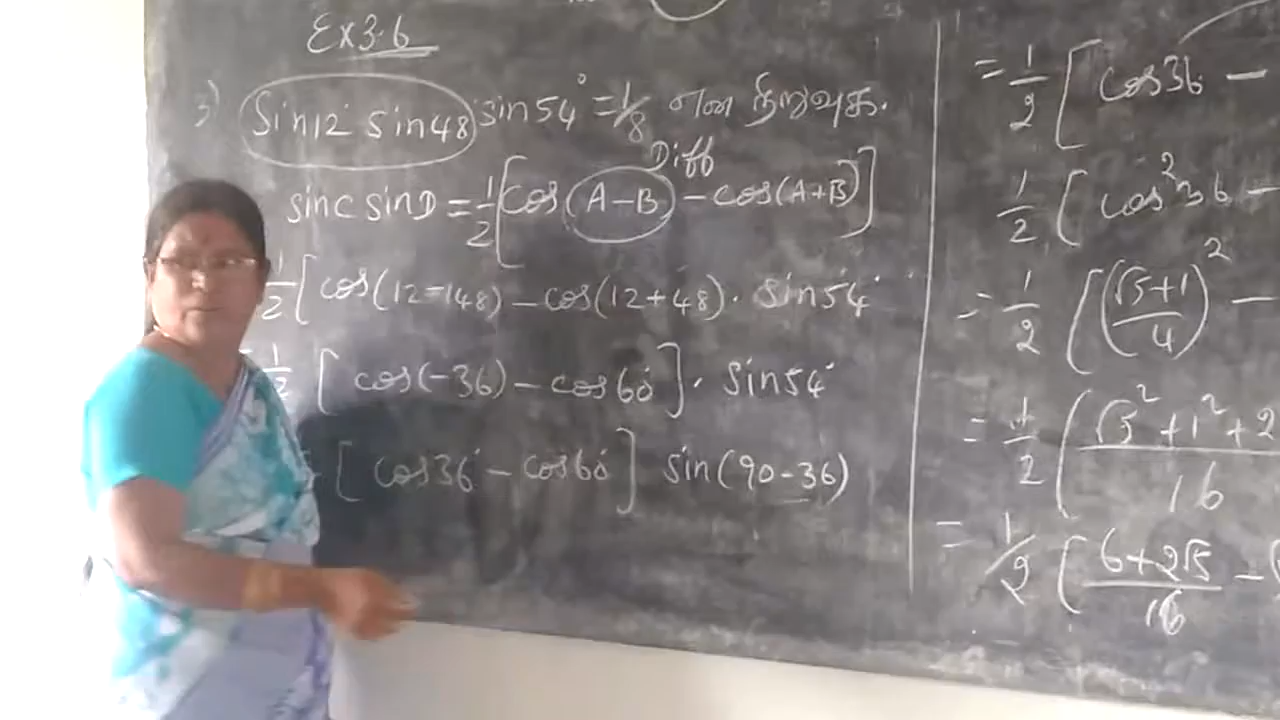 Ex 3.6
3) Sin12 sin48 sin54° = 1/8 என நிறுவுக.
Diff
sinC sinD = 1/2 [cos(A-B) - cos(A+B)]
1/2 [cos(12-48) - cos(12+48). sin54°
1/2 [cos(-36) - cos60°]. sin54°
[cos36° - cos60°] sin(90-36)
= 1/2 [cos36 -
1/2 [cos²36 -
= 1/2 [(√5+1/4)² -
= 1/2 [√5²+1²+2/16
= 1/2 [6+2√5/16 -